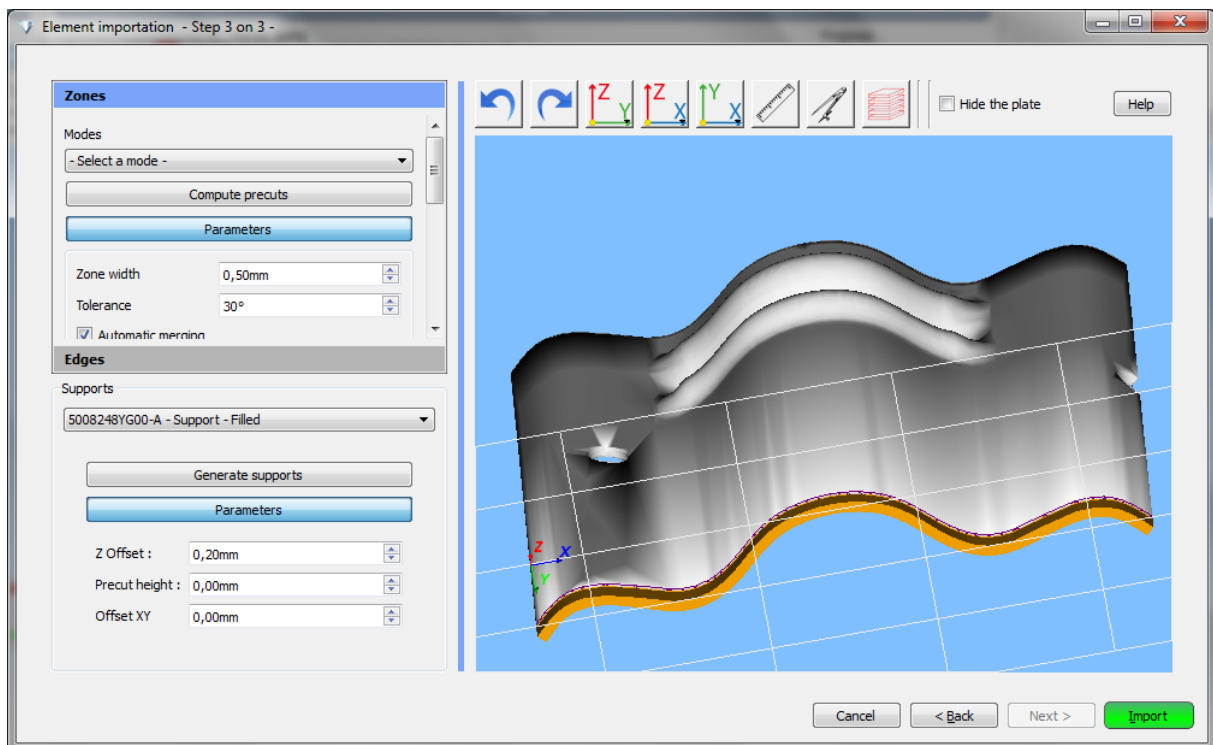 Element importation - Step 3 on 3 -
Zones
Modes
- Select a mode -
Compute precuts
Parameters
Zone width 0,50mm
Tolerance 30°
Automatic merging
Edges
Supports
5008248YG00-A - Support - Filled
Generate supports
Parameters
Z Offset : 0,20mm
Precut height : 0,00mm
Offset XY 0,00mm
Z Y
Z X
Y X
Hide the plate
Help
Z X
Y
Cancel
< Back
Next >
Import